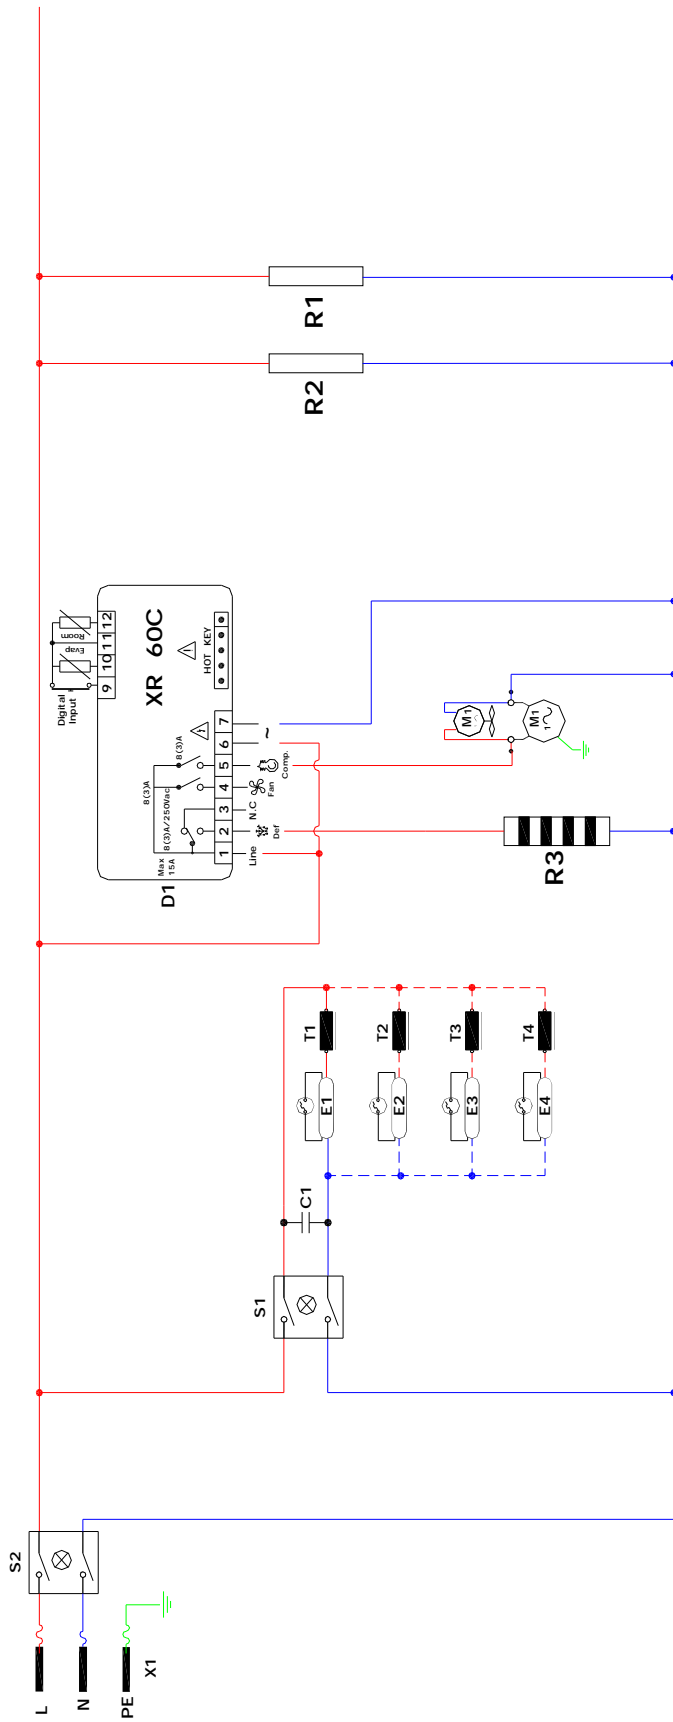 L
N
PE
X1
S2
S1
C1
E1
E2
E3
E4
T1
T2
T3
T4
D1
XR 60C
Max
15A
8(3)A/250Vac
8(3)A
8(3)A
1 2 3 4 5 6 7
Line
Def
N.C
Fan
Comp.
~
HOT KEY
9 10 11 12
Digital
Input
Evap
Room
R3
M1
M1
1~
R2
R1